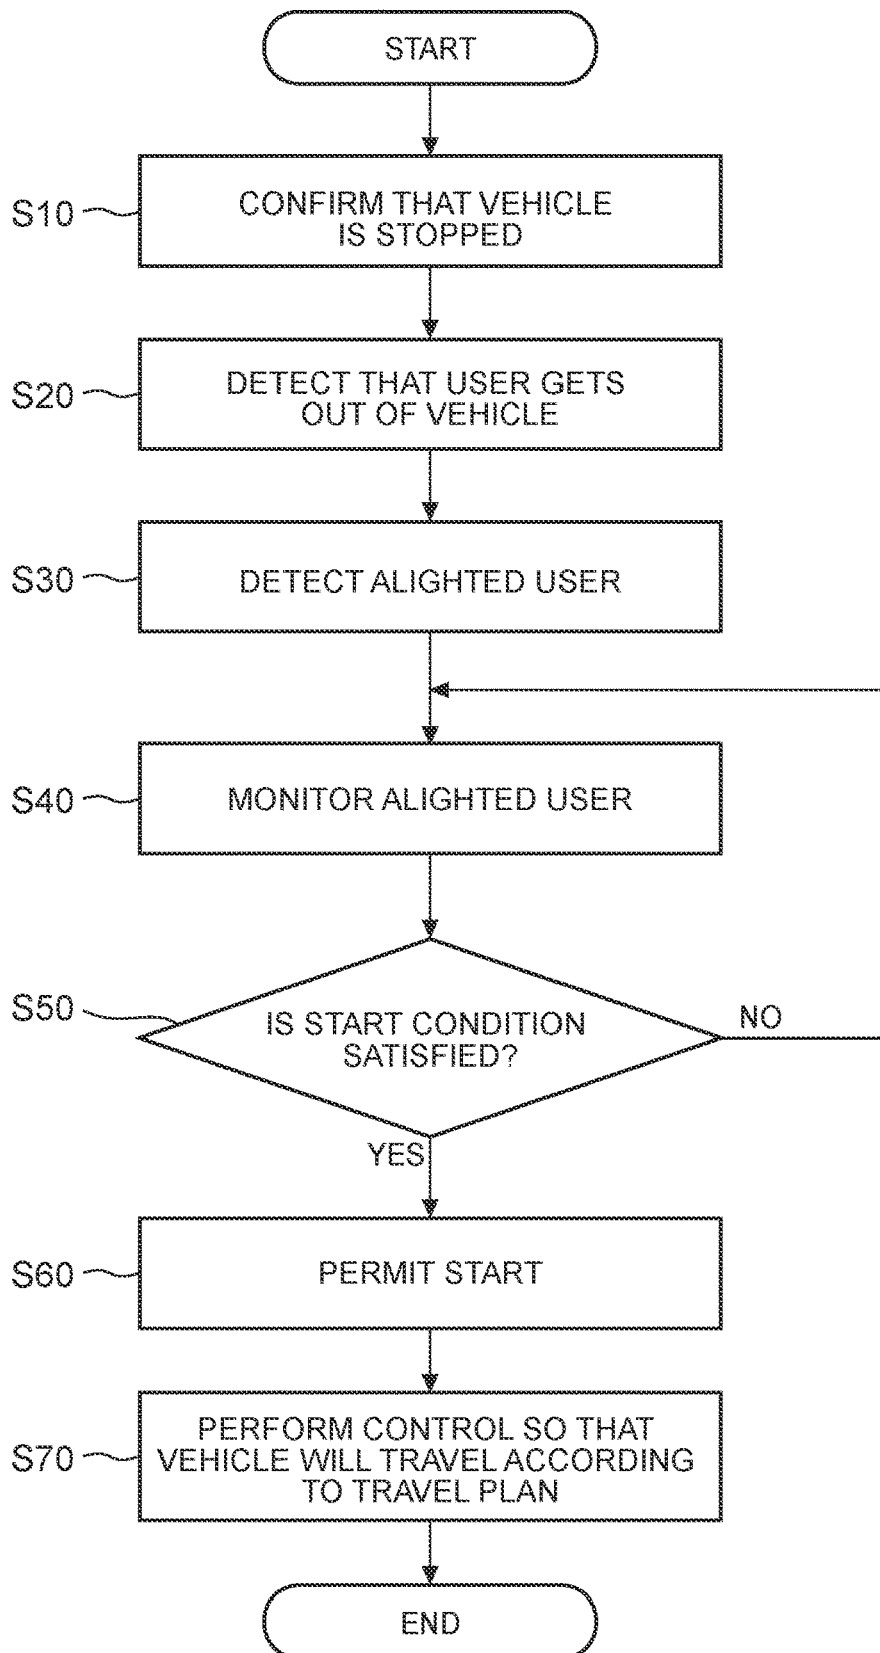 START
S10
CONFIRM THAT VEHICLE
IS STOPPED
S20
DETECT THAT USER GETS
OUT OF VEHICLE
S30
DETECT ALIGHTED USER
S40
MONITOR ALIGHTED USER
S50
IS START CONDITION
SATISFIED?
NO
YES
S60
PERMIT START
S70
PERFORM CONTROL SO THAT
VEHICLE WILL TRAVEL ACCORDING
TO TRAVEL PLAN
END